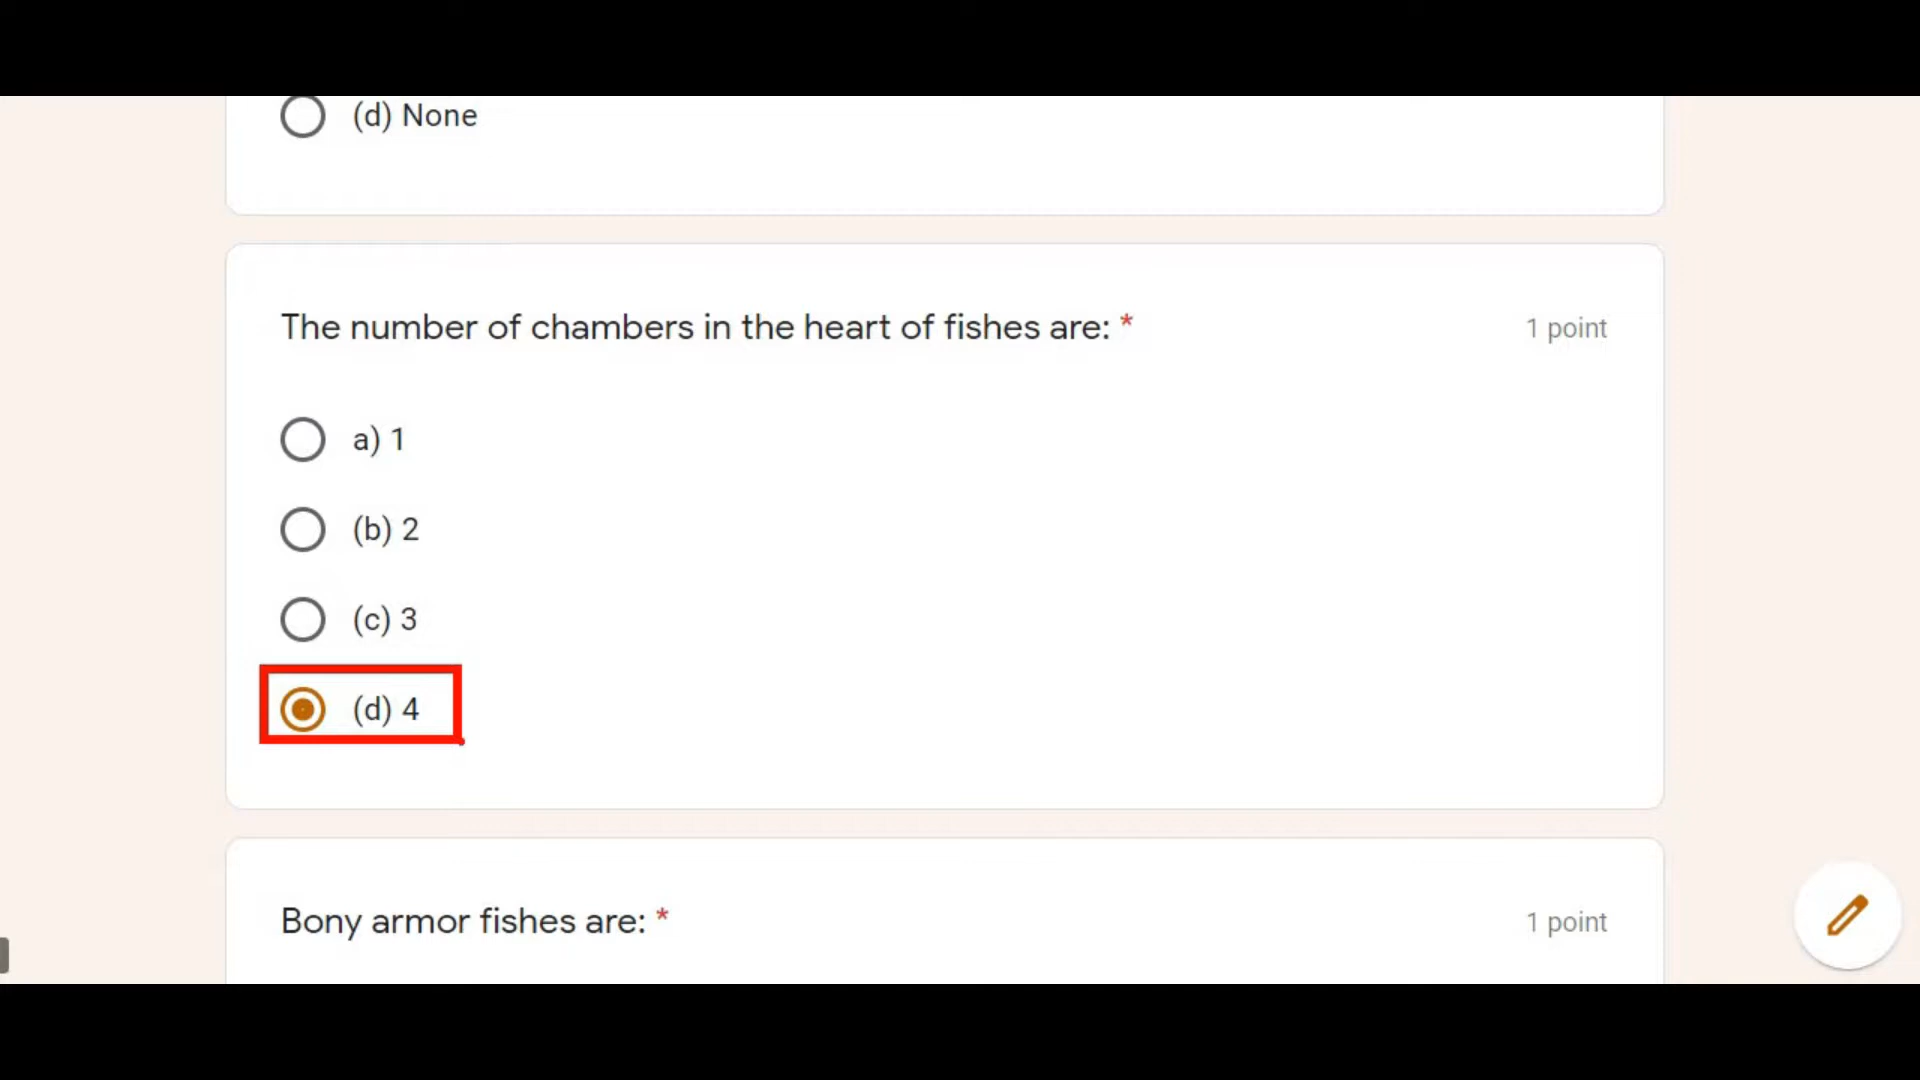 (d) None
The number of chambers in the heart of fishes are: *
1 point
a) 1
(b) 2
(c) 3
(d) 4
Bony armor fishes are: *
1 point